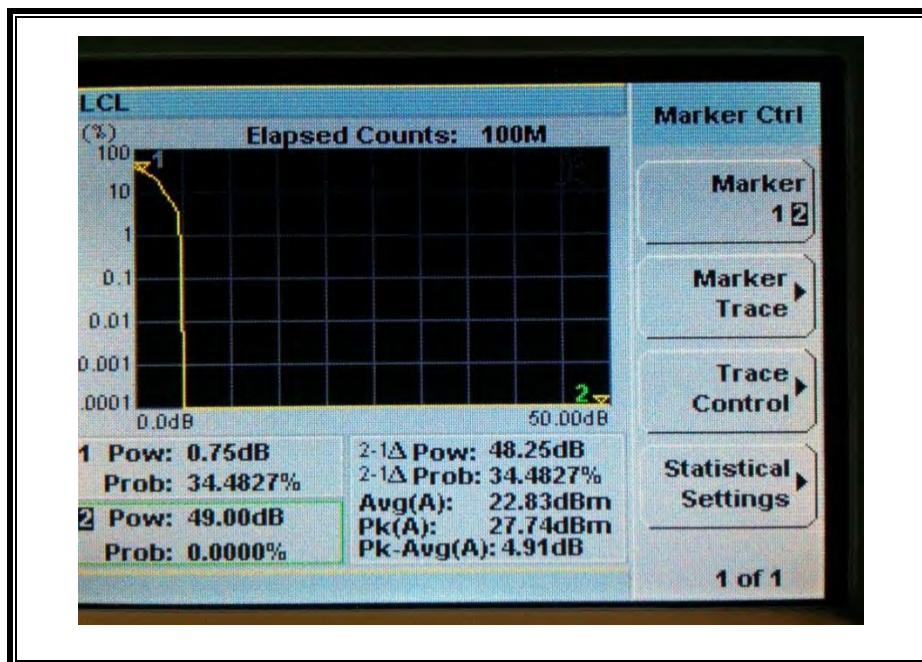 LCL
(%)
Elapsed Counts: 100M
100
10
1
0.1
0.01
0.001
.0001
1
2
0.0dB
50.00dB
1 Pow: 0.75dB
Prob: 34.4827%
2 Pow: 49.00dB
Prob: 0.0000%
2-1Δ Pow: 48.25dB
2-1Δ Prob: 34.4827%
Avg(A): 22.83dBm
Pk(A): 27.74dBm
Pk-Avg(A): 4.91dB
Marker Ctrl
Marker
1 2
Marker
Trace
Trace
Control
Statistical
Settings
1 of 1